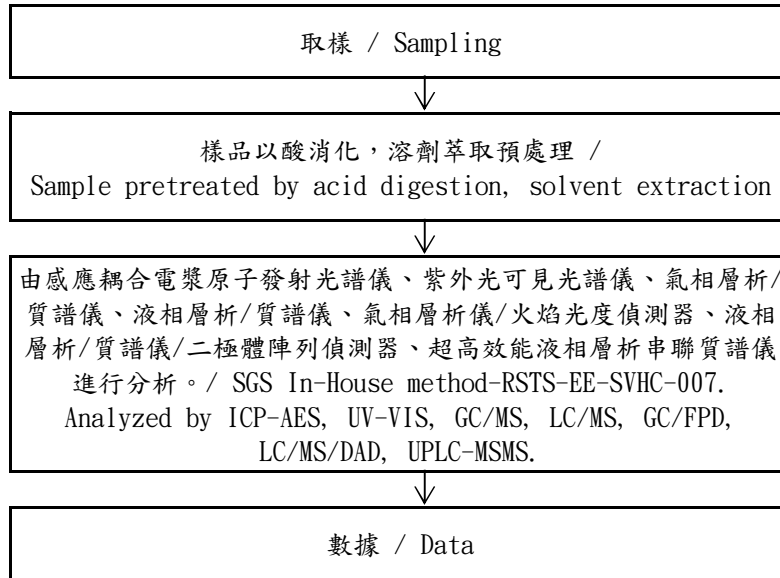 取樣 / Sampling
樣品以酸消化，溶劑萃取預處理 /
Sample pretreated by acid digestion, solvent extraction
由感應耦合電漿原子發射光譜儀、紫外光可見光譜儀、氣相層析/
質譜儀、液相層析/質譜儀、氣相層析儀/火焰光度偵測器、液相
層析/質譜儀/二極體陣列偵測器、超高效能液相層析串聯質譜儀
進行分析。/ SGS In-House method-RSTS-EE-SVHC-007.
Analyzed by ICP-AES, UV-VIS, GC/MS, LC/MS, GC/FPD,
LC/MS/DAD, UPLC-MSMS.
數據 / Data